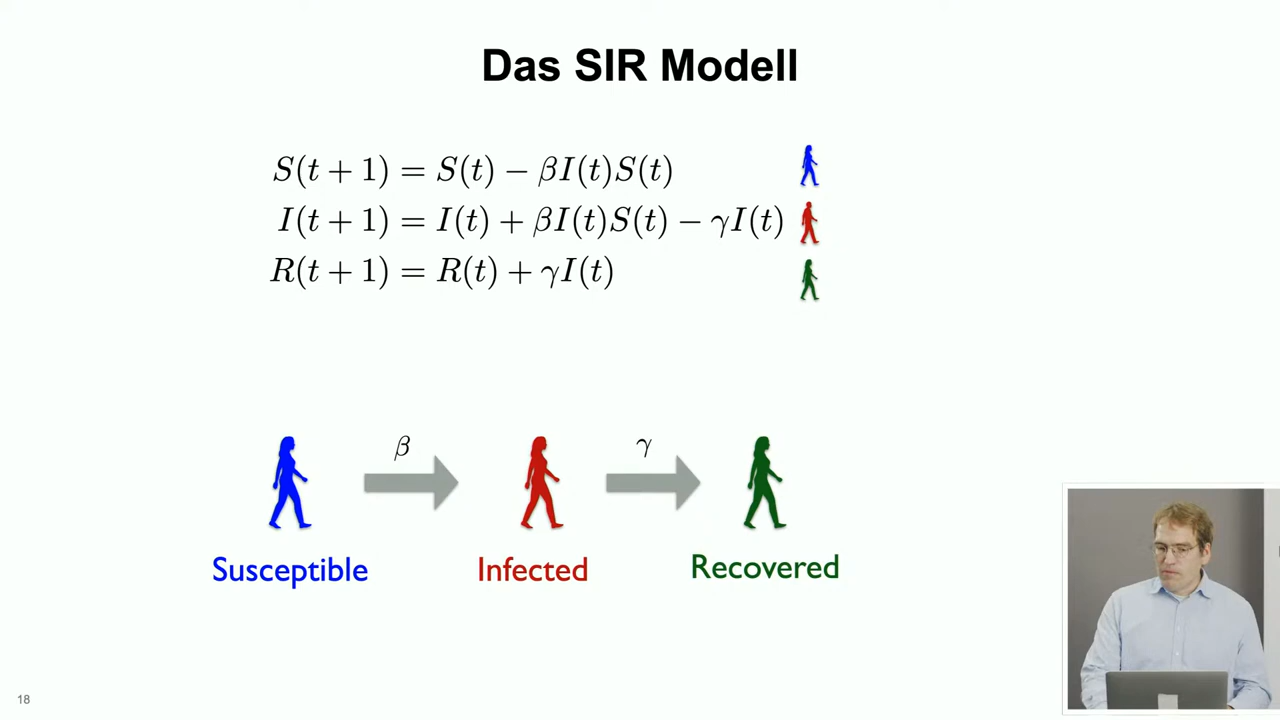 Das SIR Modell
S(t + 1) = S(t) − βI(t)S(t)
I(t + 1) = I(t) + βI(t)S(t) − γI(t)
R(t + 1) = R(t) + γI(t)
β γ
Susceptible Infected Recovered
18